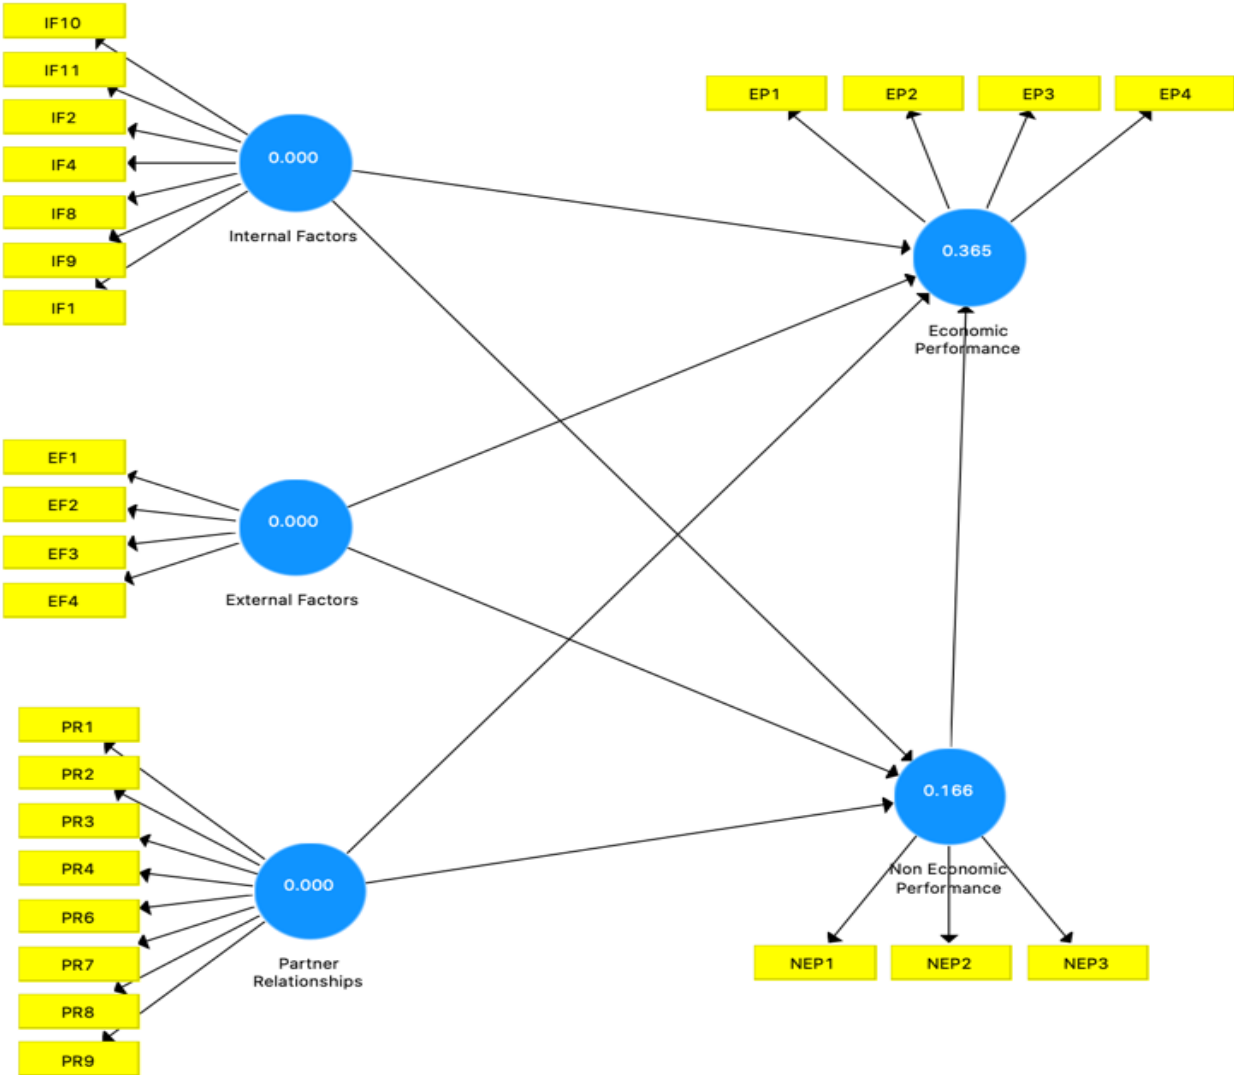 IF10
IF11
IF2
IF4
IF8
IF9
IF1
0.000
Internal Factors
EP1
EP2
EP3
EP4
0.365
Economic
Performance
EF1
EF2
EF3
EF4
0.000
External Factors
PR1
PR2
PR3
PR4
PR6
PR7
PR8
PR9
0.000
Partner
Relationships
0.166
Non Economic
Performance
NEP1
NEP2
NEP3